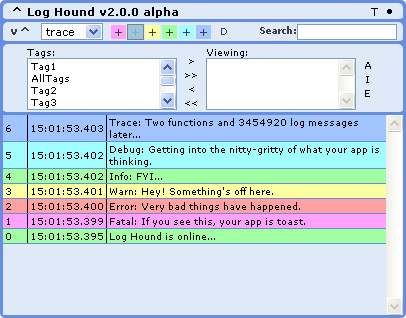 ^ Log Hound v2.0.0 alpha T •
v ^ trace + + + + + + D Search:
Tags: Viewing:
Tag1
AllTags
Tag2
Tag3
>
>>
<
<<
A
I
E
6 15:01:53.403 Trace: Two functions and 3454920 log messages
later...
5 15:01:53.402 Debug: Getting into the nitty-gritty of what your app is
thinking.
4 15:01:53.402 Info: FYI...
3 15:01:53.401 Warn: Hey! Something's off here.
2 15:01:53.400 Error: Very bad things have happened.
1 15:01:53.399 Fatal: If you see this, your app is toast.
0 15:01:53.395 Log Hound is online...